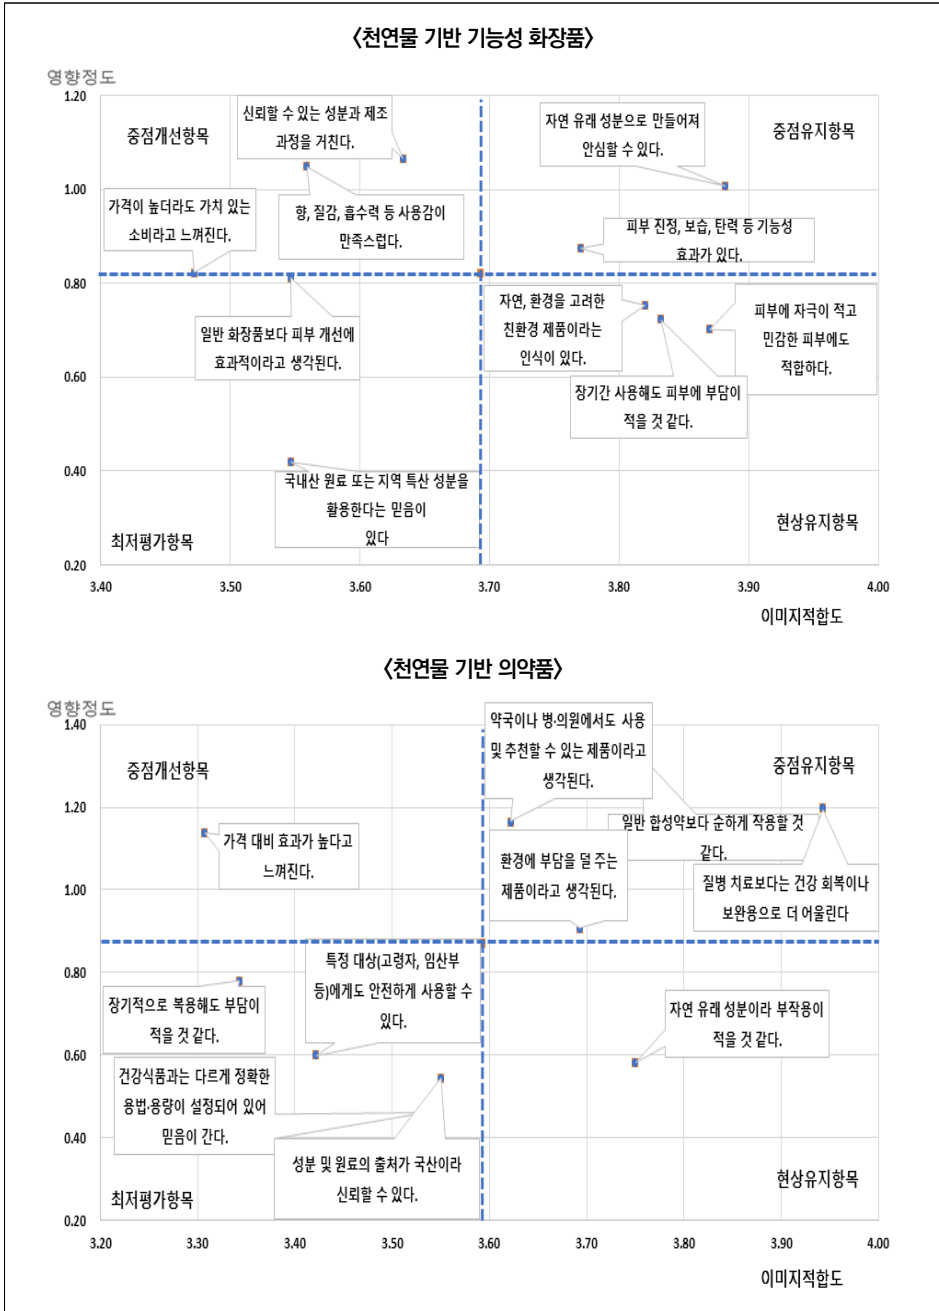 〈천연물 기반 기능성 화장품〉
영향정도
1.20
1.00
0.80
0.60
0.40
0.20
중점개선항목
신뢰할 수 있는 성분과 제조
과정을 거친다.
자연 유래 성분으로 만들어져
안심할 수 있다.
중점유지항목
가격이 높더라도 가치 있는
소비라고 느껴진다.
향, 질감, 흡수력 등 사용감이
만족스럽다.
피부 진정, 보습, 탄력 등 기능성
효과가 있다.
일반 화장품보다 피부 개선에
효과적이라고 생각된다.
자연, 환경을 고려한
친환경 제품이라는
인식이 있다.
피부에 자극이 적고
민감한 피부에도
적합하다.
장기간 사용해도 피부에 부담이
적을 것 같다.
국내산 원료 또는 지역 특산 성분을
활용한다는 믿음이
있다
최저평가항목
현상유지항목
3.40
3.50
3.60
3.70
3.80
3.90
4.00
이미지적합도
〈천연물 기반 의약품〉
영향정도
1.40
1.20
1.00
0.80
0.60
0.40
0.20
중점개선항목
약국이나 병·의원에서도 사용
및 추천할 수 있는 제품이라고
생각된다.
중점유지항목
가격 대비 효과가 높다고
느껴진다.
일반 합성약보다 순하게 작용할 것
같다.
환경에 부담을 덜 주는
제품이라고 생각된다.
질병 치료보다는 건강 회복이나
보완용으로 더 어울린다
특정 대상(고령자, 임산부
등)에게도 안전하게 사용할 수
있다.
장기적으로 복용해도 부담이
적을 것 같다.
자연 유래 성분이라 부작용이
적을 것 같다.
건강식품과는 다르게 정확한
용법·용량이 설정되어 있어
믿음이 간다.
성분 및 원료의 출처가 국산이라
신뢰할 수 있다.
최저평가항목
현상유지항목
3.20
3.30
3.40
3.50
3.60
3.70
3.80
3.90
4.00
이미지적합도